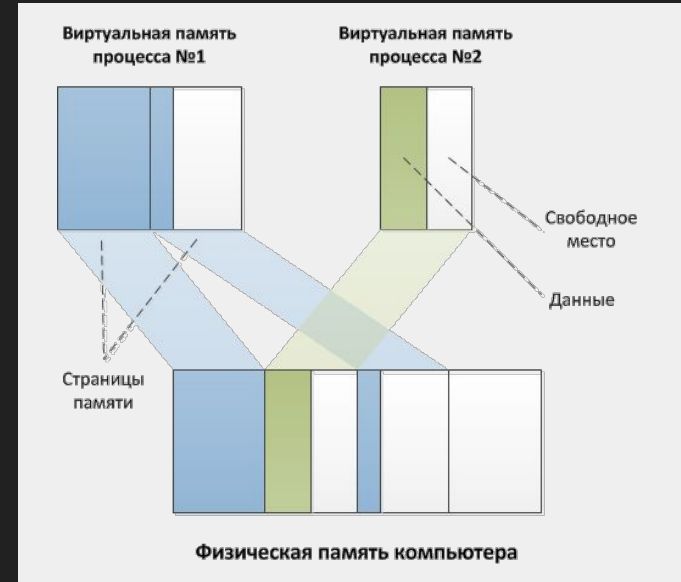 Виртуальная память
процесса №1
Виртуальная память
процесса №2
Свободное
место
Данные
Страницы
памяти
Физическая память компьютера